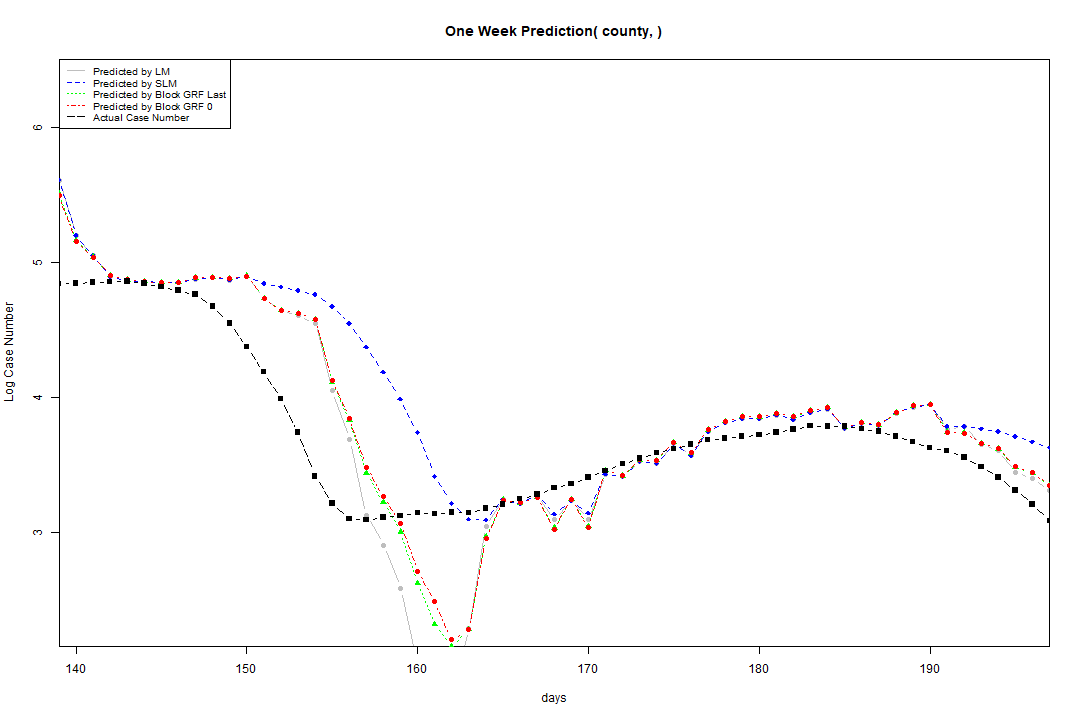 One Week Prediction( county, )
Predicted by LM
Predicted by SLM
Predicted by Block GRF Last
Predicted by Block GRF 0
Actual Case Number
6
5
4
3
Log Case Number
140 150 160 170 180 190
days